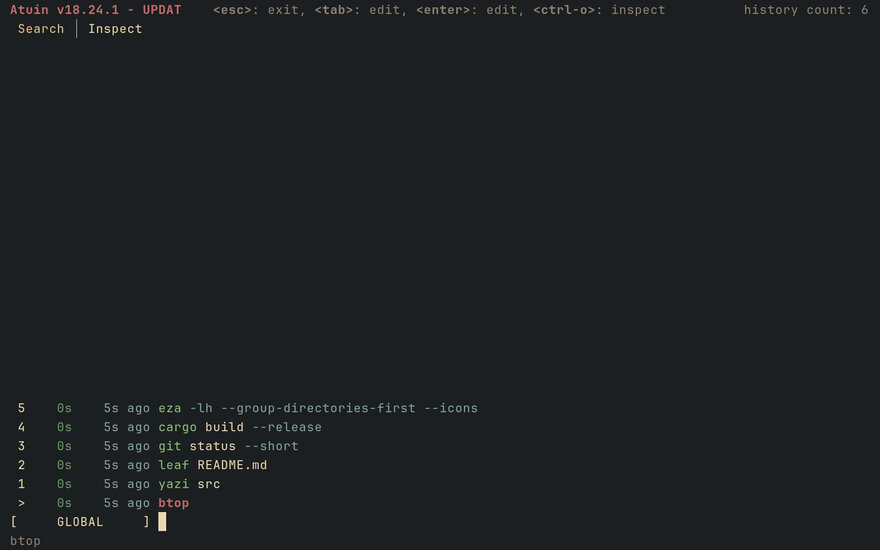 Atuin v18.24.1 - UPDAT    <esc>: exit, <tab>: edit, <enter>: edit, <ctrl-o>: inspect    history count: 6
Search │ Inspect
5    0s    5s ago eza -lh --group-directories-first --icons
4    0s    5s ago cargo build --release
3    0s    5s ago git status --short
2    0s    5s ago leaf README.md
1    0s    5s ago yazi src
>    0s    5s ago btop
[     GLOBAL     ]
btop